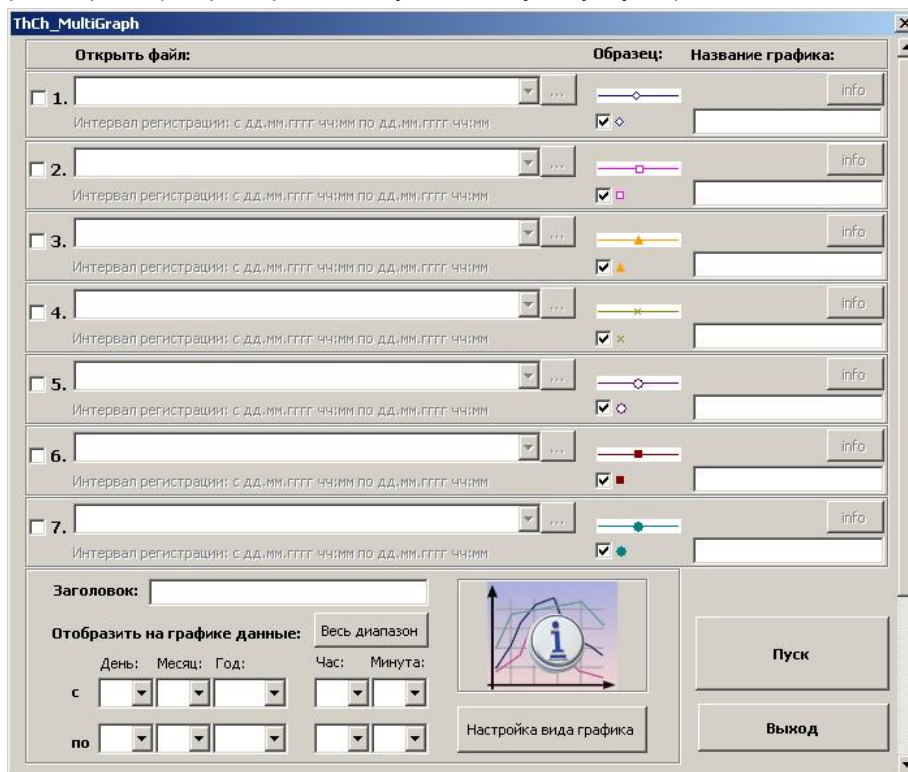 ThCh_MultiGraph
Открыть файл: Образец: Название графика:
1. ... info
Интервал регистрации: с дд.мм.гггг чч:мм по дд.мм.гггг чч:мм
2. ... info
Интервал регистрации: с дд.мм.гггг чч:мм по дд.мм.гггг чч:мм
3. ... info
Интервал регистрации: с дд.мм.гггг чч:мм по дд.мм.гггг чч:мм
4. ... info
Интервал регистрации: с дд.мм.гггг чч:мм по дд.мм.гггг чч:мм
5. ... info
Интервал регистрации: с дд.мм.гггг чч:мм по дд.мм.гггг чч:мм
6. ... info
Интервал регистрации: с дд.мм.гггг чч:мм по дд.мм.гггг чч:мм
7. ... info
Интервал регистрации: с дд.мм.гггг чч:мм по дд.мм.гггг чч:мм
Заголовок:
Отобразить на графике данные: Весь диапазон
День: Месяц: Год: Час: Минута:
с
по
Настройка вида графика
Пуск
Выход